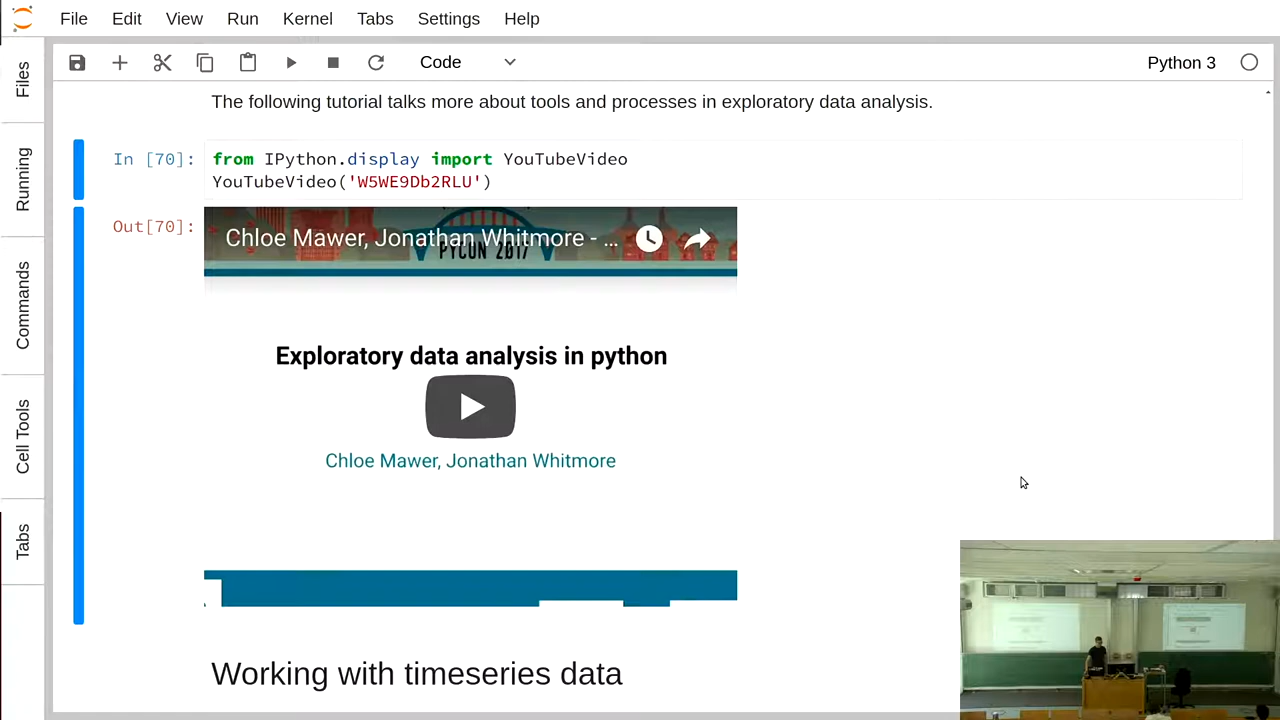 File Edit View Run Kernel Tabs Settings Help
Files
Running
Commands
Cell Tools
Tabs
Code
Python 3
The following tutorial talks more about tools and processes in exploratory data analysis.
In [70]:
from IPython.display import YouTubeVideo
YouTubeVideo('W5WE9Db2RLU')
Out[70]:
Chloe Mawer, Jonathan Whitmore - ...
PYCON 2017
Exploratory data analysis in python
Chloe Mawer, Jonathan Whitmore
Working with timeseries data